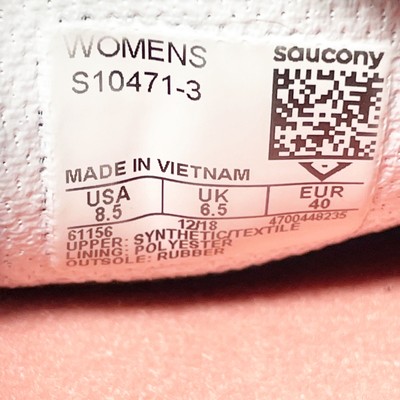 WOMENS
saucony
S10471-3
MADE IN VIETNAM
USA UK EUR
8.5 6.5 40
61156 12/18 4700448235
UPPER: SYNTHETIC/TEXTILE
LINING: POLYESTER
OUTSOLE: RUBBER